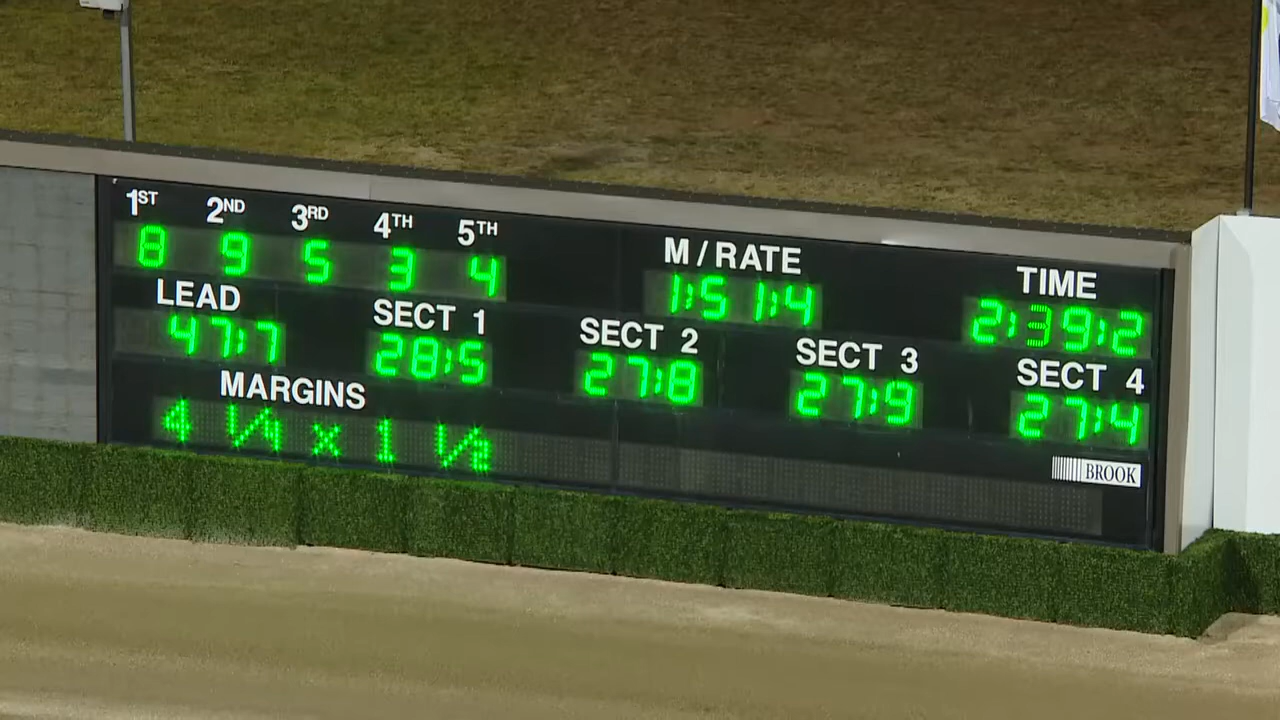 1ST 2ND 3RD 4TH 5TH M / RATE TIME
8 9 5 3 4 1:51:4 2:39:2
LEAD SECT 1 SECT 2 SECT 3 SECT 4
47:7 28:5 27:8 27:9 27:4
MARGINS
4 1/4 x 1 1/2
BROOK